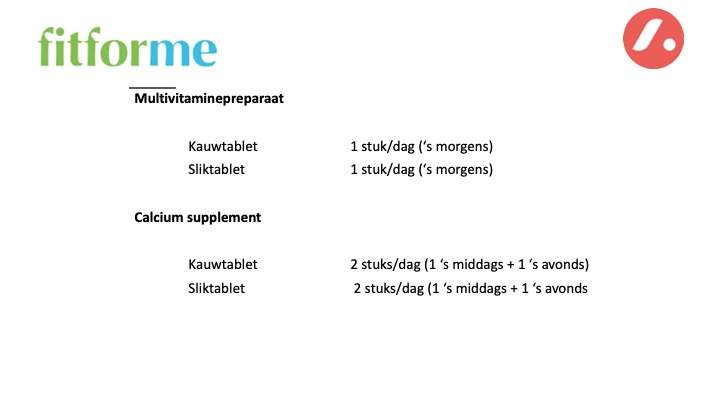 fitforme
Multivitaminepreparaat
Kauwtablet 1 stuk/dag (‘s morgens)
Sliktablet 1 stuk/dag (‘s morgens)
Calcium supplement
Kauwtablet 2 stuks/dag (1 ‘s middags + 1 ‘s avonds)
Sliktablet 2 stuks/dag (1 ‘s middags + 1 ‘s avonds